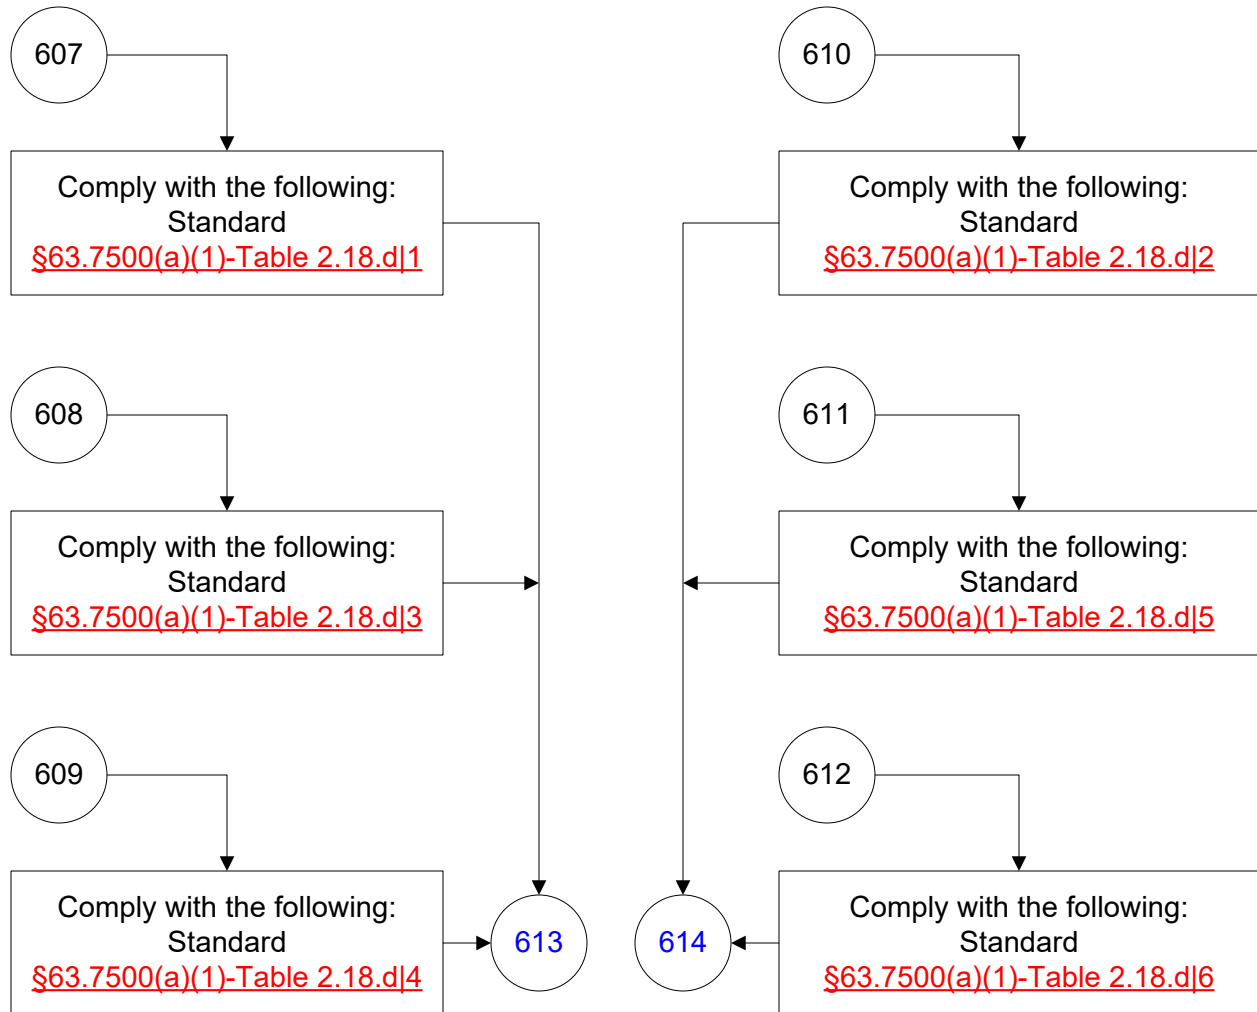 607
Comply with the following:
Standard
§63.7500(a)(1)-Table 2.18.d|1
610
Comply with the following:
Standard
§63.7500(a)(1)-Table 2.18.d|2
608
Comply with the following:
Standard
§63.7500(a)(1)-Table 2.18.d|3
611
Comply with the following:
Standard
§63.7500(a)(1)-Table 2.18.d|5
609
Comply with the following:
Standard
§63.7500(a)(1)-Table 2.18.d|4
613
614
612
Comply with the following:
Standard
§63.7500(a)(1)-Table 2.18.d|6